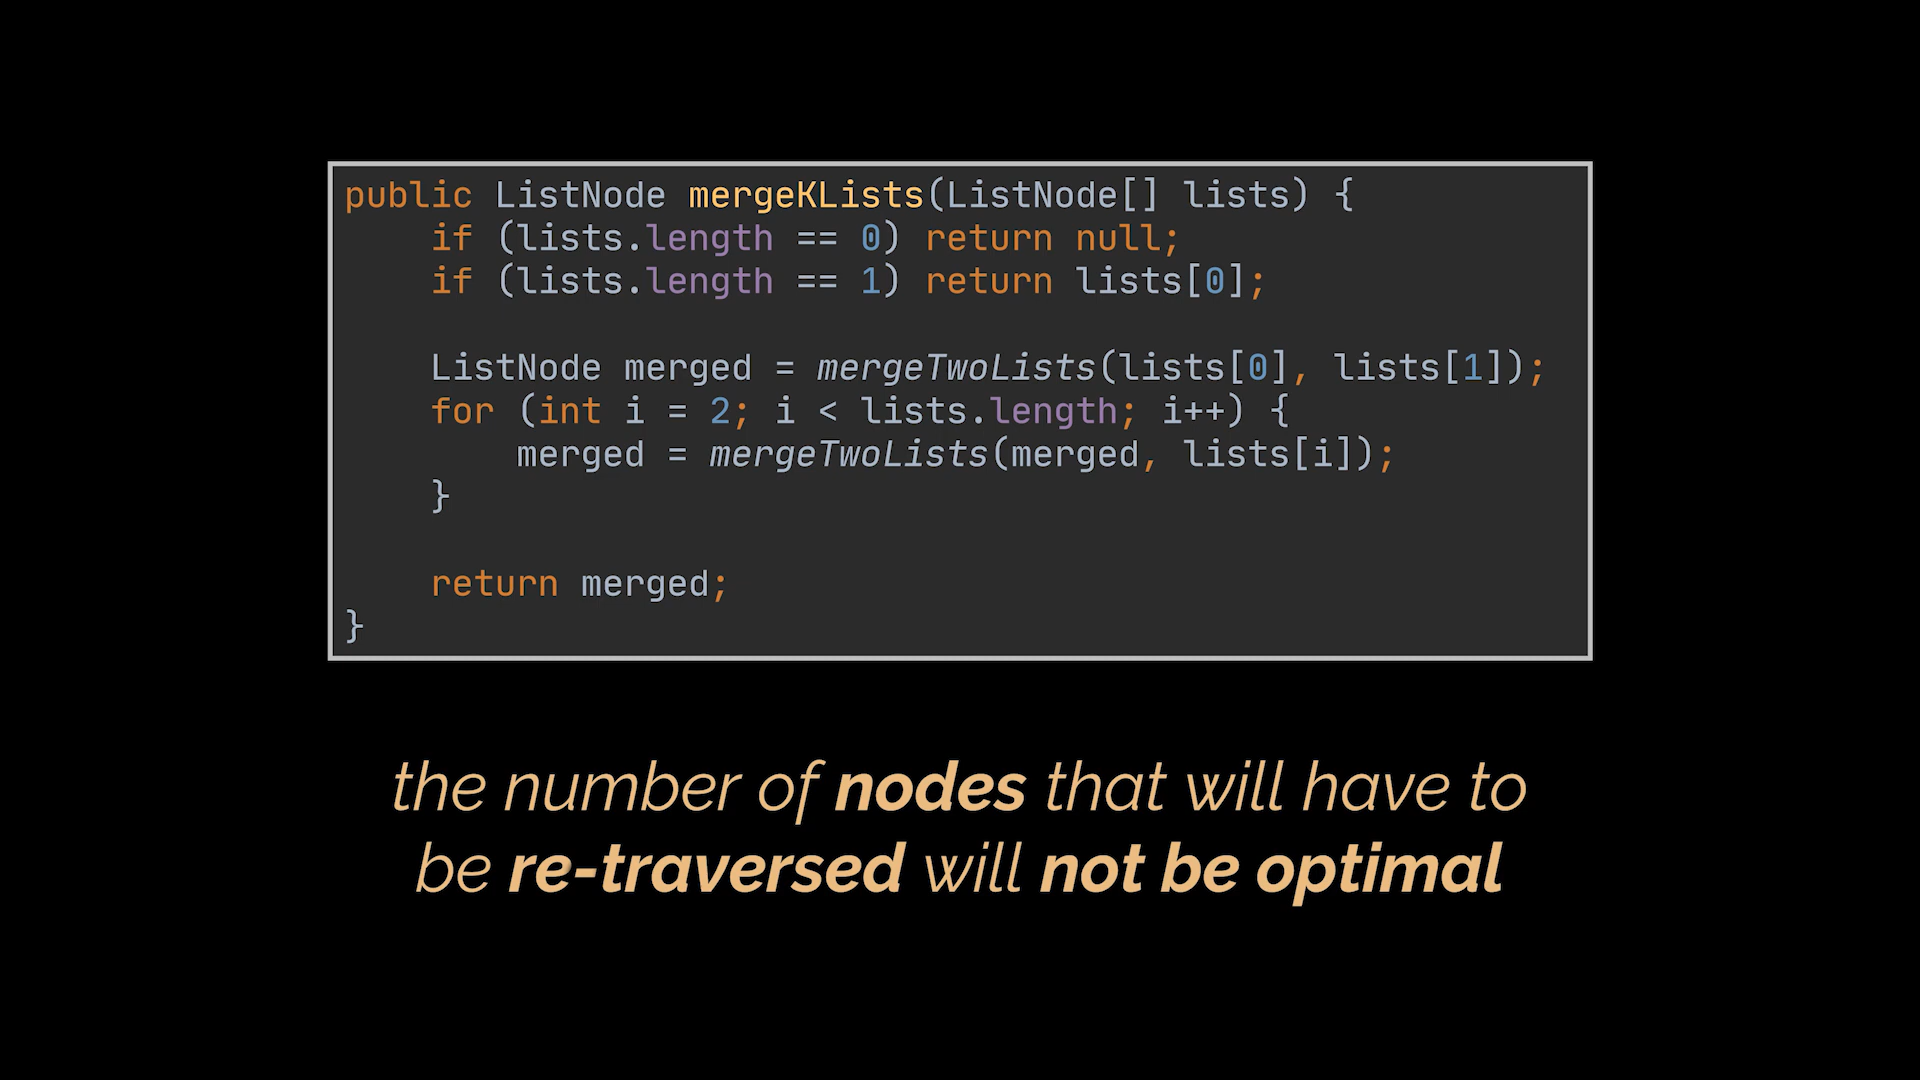 public ListNode mergeKLists(ListNode[] lists) {
    if (lists.length == 0) return null;
    if (lists.length == 1) return lists[0];

    ListNode merged = mergeTwoLists(lists[0], lists[1]);
    for (int i = 2; i < lists.length; i++) {
        merged = mergeTwoLists(merged, lists[i]);
    }

    return merged;
}
the number of nodes that will have to
be re-traversed will not be optimal